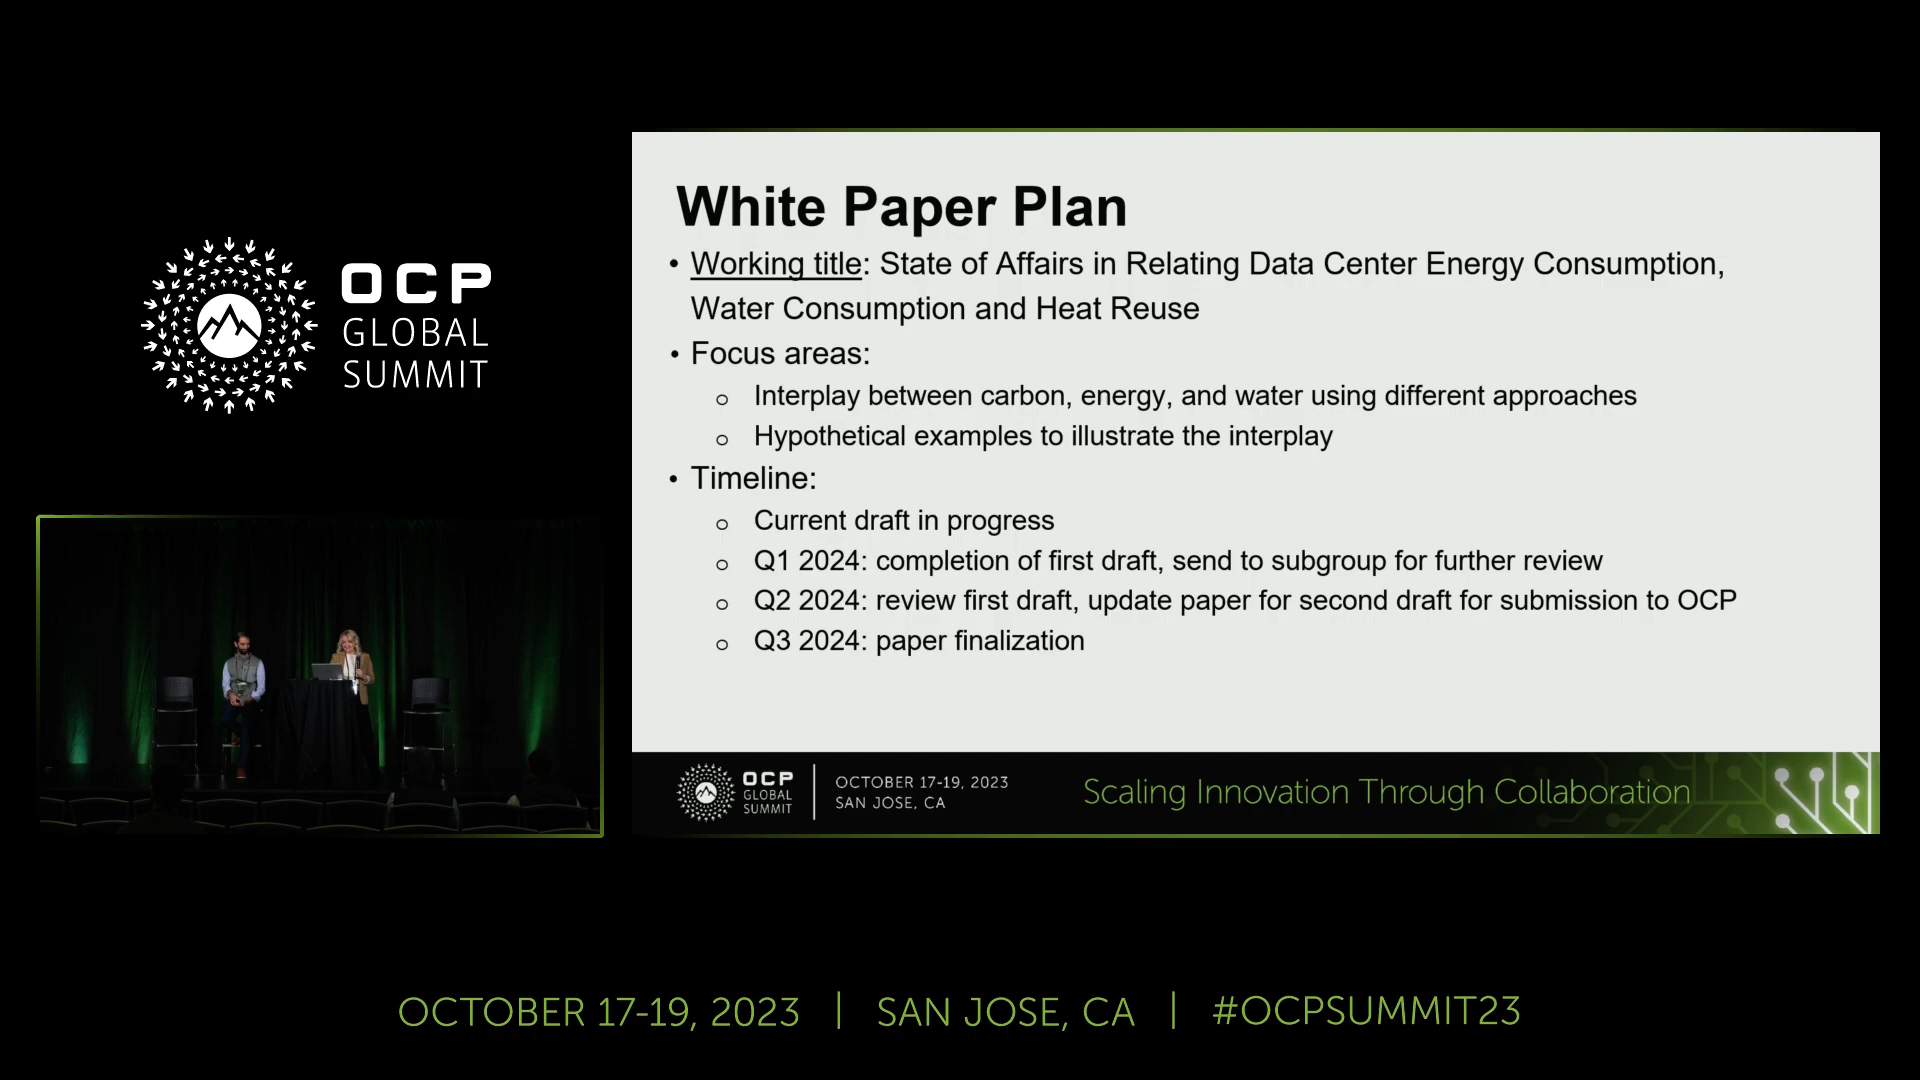 OCP
GLOBAL
SUMMIT
White Paper Plan
• Working title: State of Affairs in Relating Data Center Energy Consumption,
Water Consumption and Heat Reuse
• Focus areas:
o Interplay between carbon, energy, and water using different approaches
o Hypothetical examples to illustrate the interplay
• Timeline:
o Current draft in progress
o Q1 2024: completion of first draft, send to subgroup for further review
o Q2 2024: review first draft, update paper for second draft for submission to OCP
o Q3 2024: paper finalization
OCP
GLOBAL
SUMMIT
OCTOBER 17-19, 2023
SAN JOSE, CA
Scaling Innovation Through Collaboration
OCTOBER 17-19, 2023 | SAN JOSE, CA | #OCPSUMMIT23